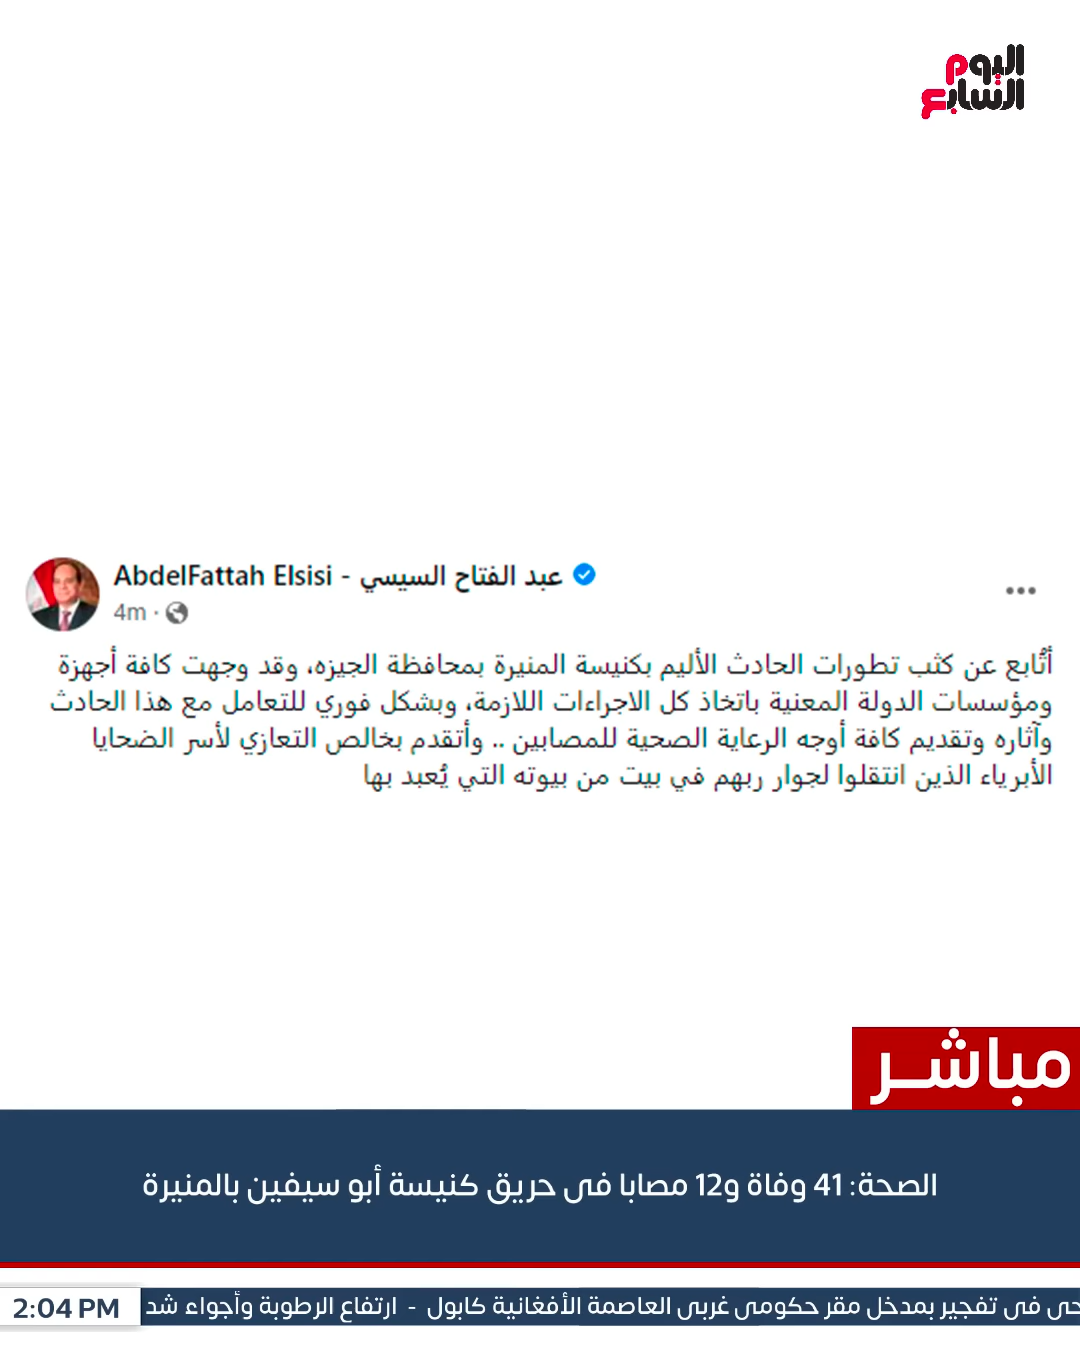 اليوم
السابع
AbdelFattah Elsisi - عبد الفتاح السيسي
4m ·
أتُابع عن كثب تطورات الحادث الأليم بكنيسة المنيرة بمحافظة الجيزه، وقد وجهت كافة أجهزة
ومؤسسات الدولة المعنية باتخاذ كل الاجراءات اللازمة، وبشكل فوري للتعامل مع هذا الحادث
وآثاره وتقديم كافة أوجه الرعاية الصحية للمصابين .. وأتقدم بخالص التعازي لأسر الضحايا
الأبرياء الذين انتقلوا لجوار ربهم في بيت من بيوته التي يُعبد بها
مباشر
الصحة: 41 وفاة و12 مصابا فى حريق كنيسة أبو سيفين بالمنيرة
فى تفجير بمدخل مقر حكومى غربى العاصمة الأفغانية كابول - ارتفاع الرطوبة وأجواء
2:04 PM